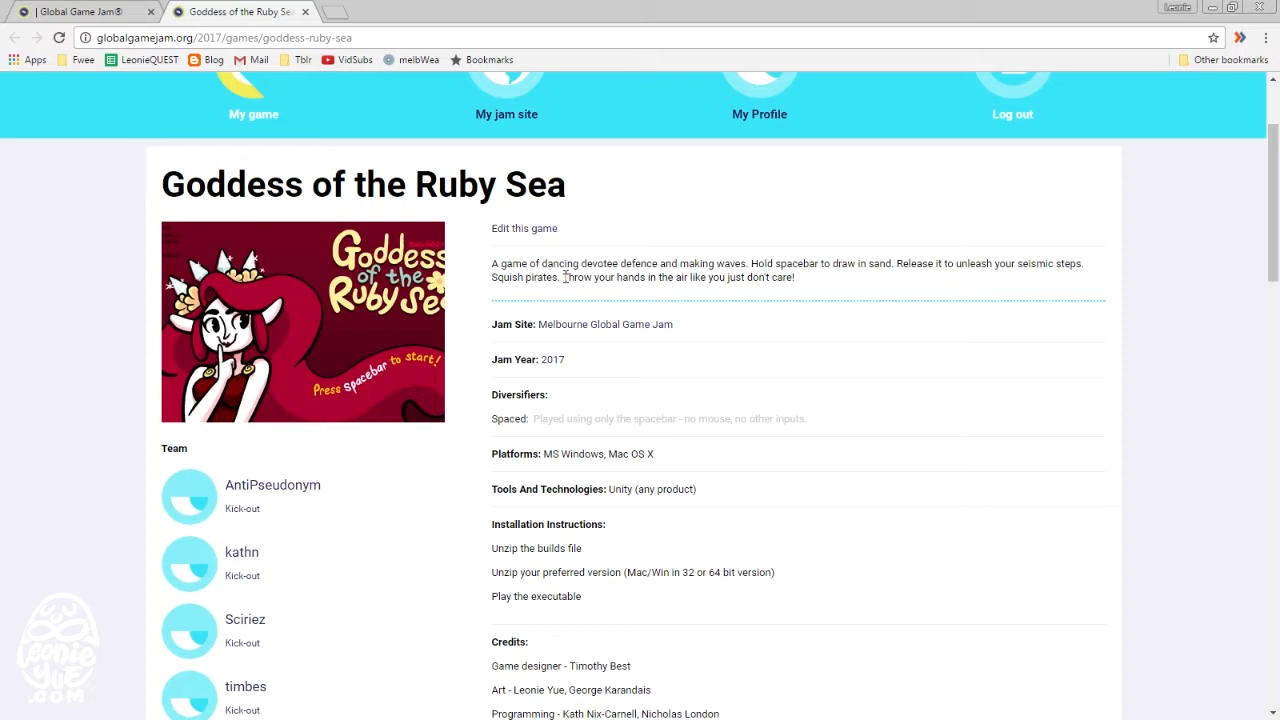 | Global Game Jam®
Goddess of the Ruby Sea
Leonie
globalgamejam.org/2017/games/goddess-ruby-sea
Apps Fwee LeonieQUEST Blog Mail Tblr VidSubs melbWea Bookmarks Other bookmarks
My game My jam site My Profile Log out
Goddess of the Ruby Sea
Goddess
of the
Ruby Se
Press spacebar to start!
Edit this game
A game of dancing devotee defence and making waves. Hold spacebar to draw in sand. Release it to unleash your seismic steps.
Squish pirates. Throw your hands in the air like you just don't care!
Jam Site: Melbourne Global Game Jam
Jam Year: 2017
Diversifiers:
Spaced: Played using only the spacebar - no mouse, no other inputs.
Platforms: MS Windows, Mac OS X
Tools And Technologies: Unity (any product)
Installation Instructions:
Unzip the builds file
Unzip your preferred version (Mac/Win in 32 or 64 bit version)
Play the executable
Credits:
Game designer - Timothy Best
Art - Leonie Yue, George Karandais
Programming - Kath Nix-Carnell, Nicholas London
Team
AntiPseudonym
Kick-out
kathn
Kick-out
Sciriez
Kick-out
timbes
Kick-out
Leonie
Yue
.COM